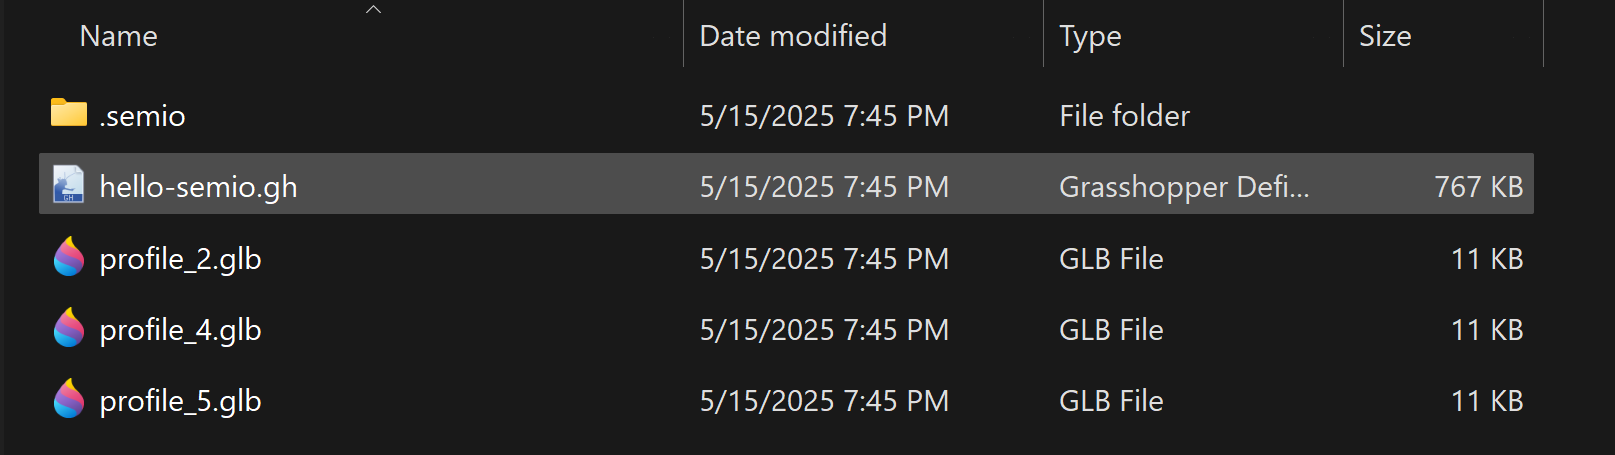 Name Date modified Type Size
.semio 5/15/2025 7:45 PM File folder
hello-semio.gh 5/15/2025 7:45 PM Grasshopper Defi... 767 KB
profile_2.glb 5/15/2025 7:45 PM GLB File 11 KB
profile_4.glb 5/15/2025 7:45 PM GLB File 11 KB
profile_5.glb 5/15/2025 7:45 PM GLB File 11 KB